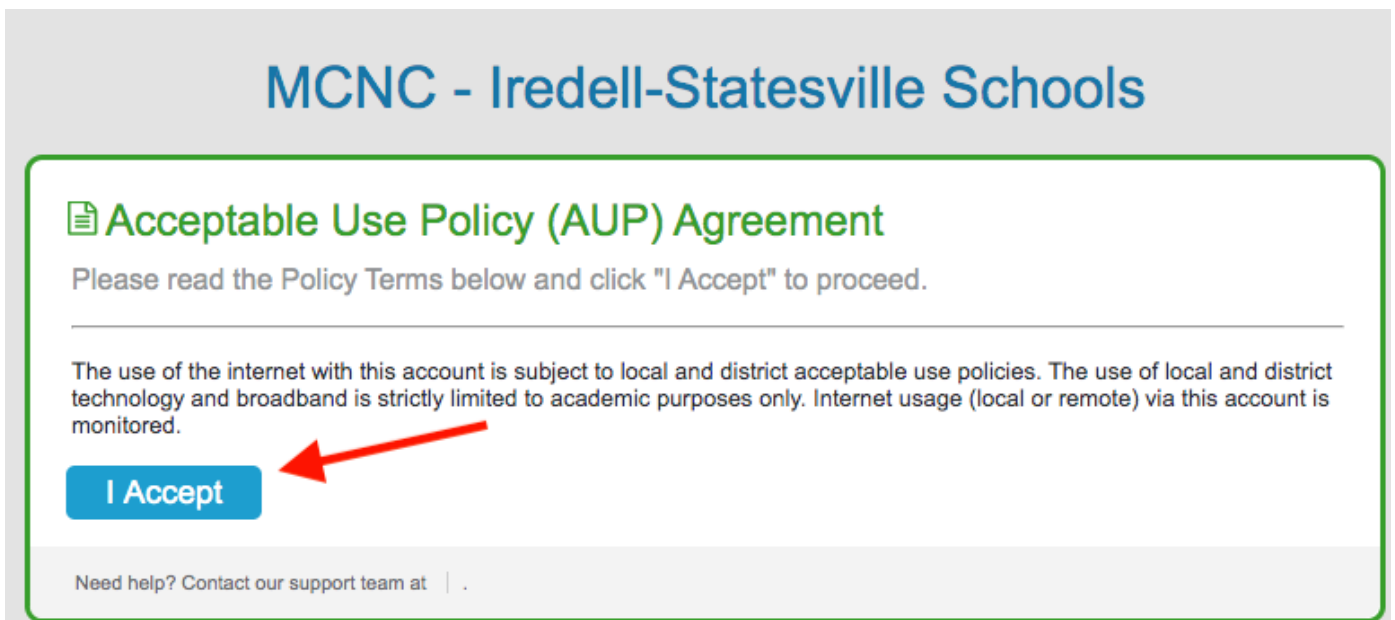 MCNC - Iredell-Statesville Schools
Acceptable Use Policy (AUP) Agreement
Please read the Policy Terms below and click "I Accept" to proceed.
The use of the internet with this account is subject to local and district acceptable use policies. The use of local and district
technology and broadband is strictly limited to academic purposes only. Internet usage (local or remote) via this account is
monitored.
I Accept
Need help? Contact our support team at | .